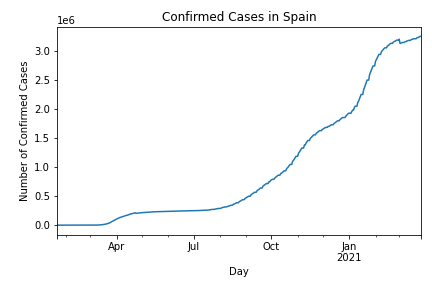 Confirmed Cases in Spain
1e6
Number of Confirmed Cases
3.0
2.5
2.0
1.5
1.0
0.5
0.0
Apr Jul Oct Jan
2021
Day